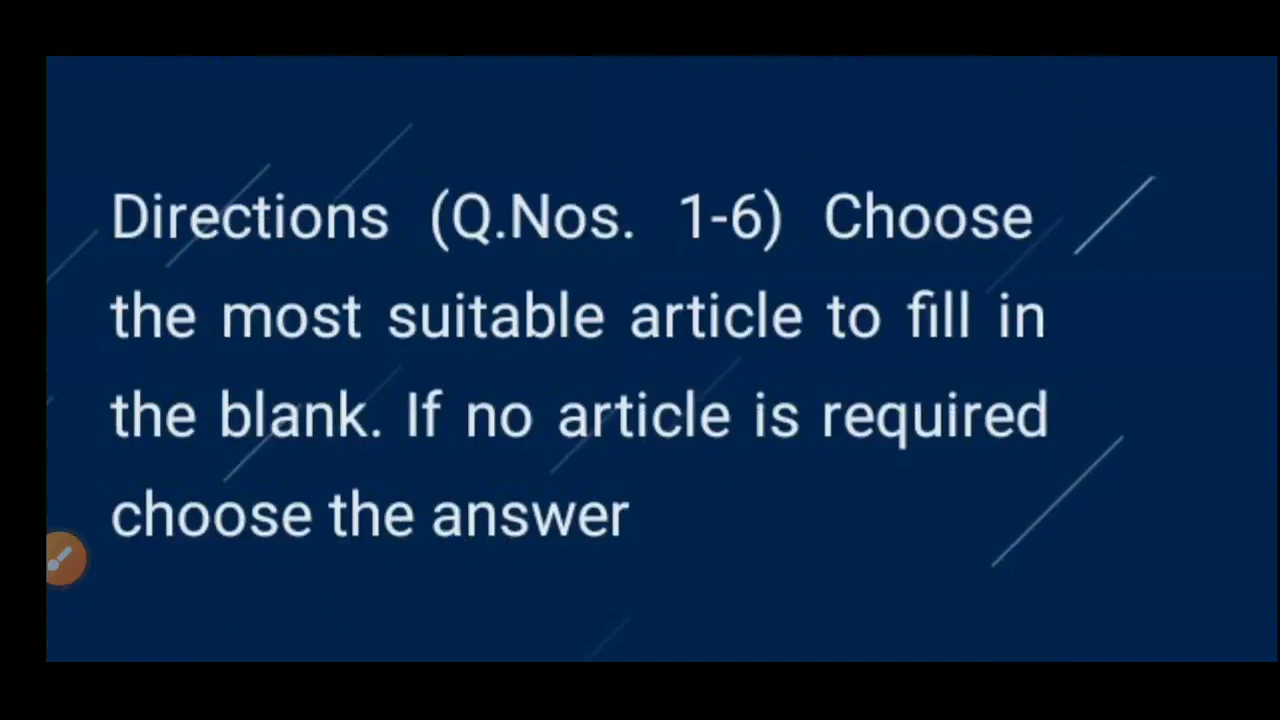 Directions (Q.Nos. 1-6) Choose
the most suitable article to fill in
the blank. If no article is required
choose the answer